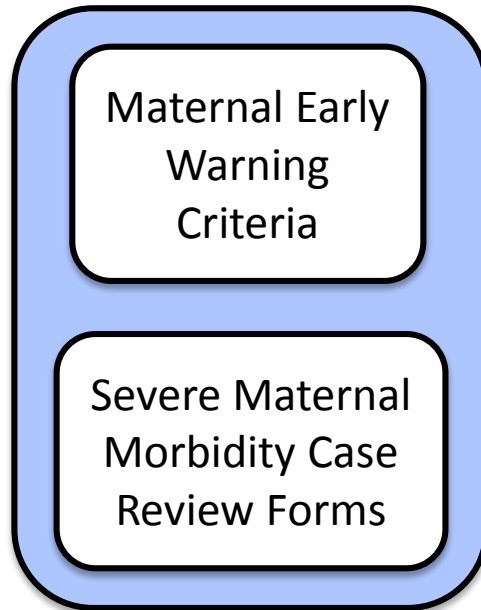 Maternal Early
Warning
Criteria
Severe Maternal
Morbidity Case
Review Forms